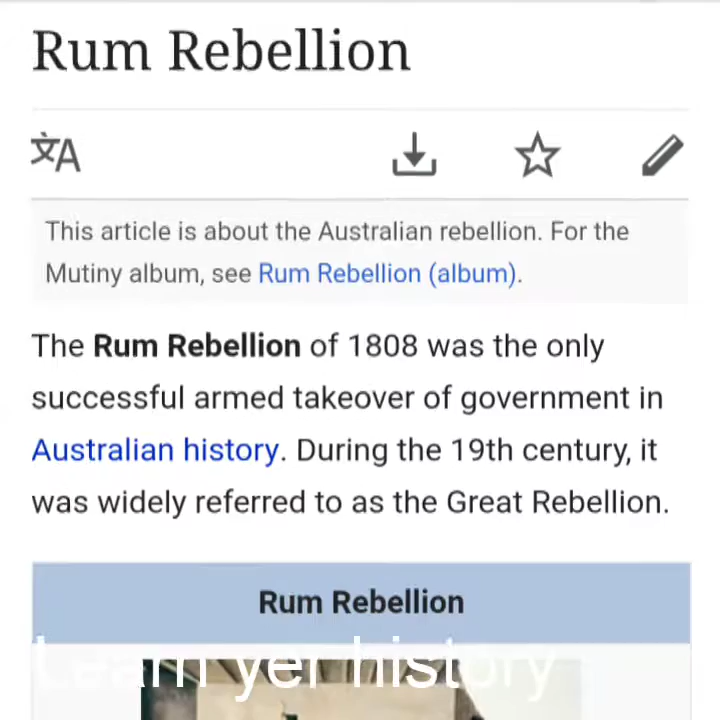 Rum Rebellion
文A
This article is about the Australian rebellion. For the
Mutiny album, see Rum Rebellion (album).
The Rum Rebellion of 1808 was the only
successful armed takeover of government in
Australian history. During the 19th century, it
was widely referred to as the Great Rebellion.
Rum Rebellion
Learn yer history